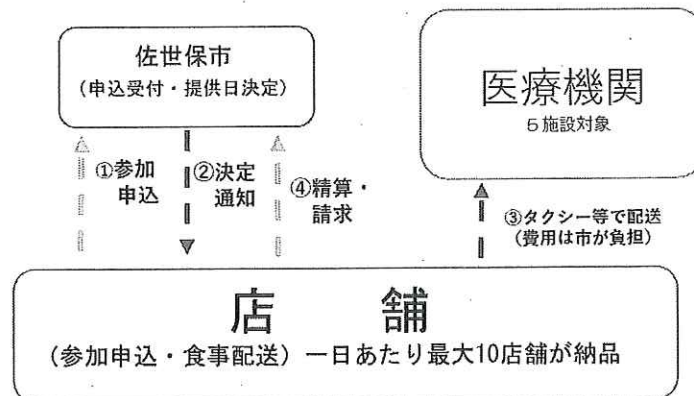 佐世保市
(申込受付・提供日決定)
医療機関
5施設対象
①参加
申込
②決定
通知
④精算・
請求
③タクシー等で配送
(費用は市が負担)
店舗
(参加申込・食事配送)一日あたり最大10店舗が納品